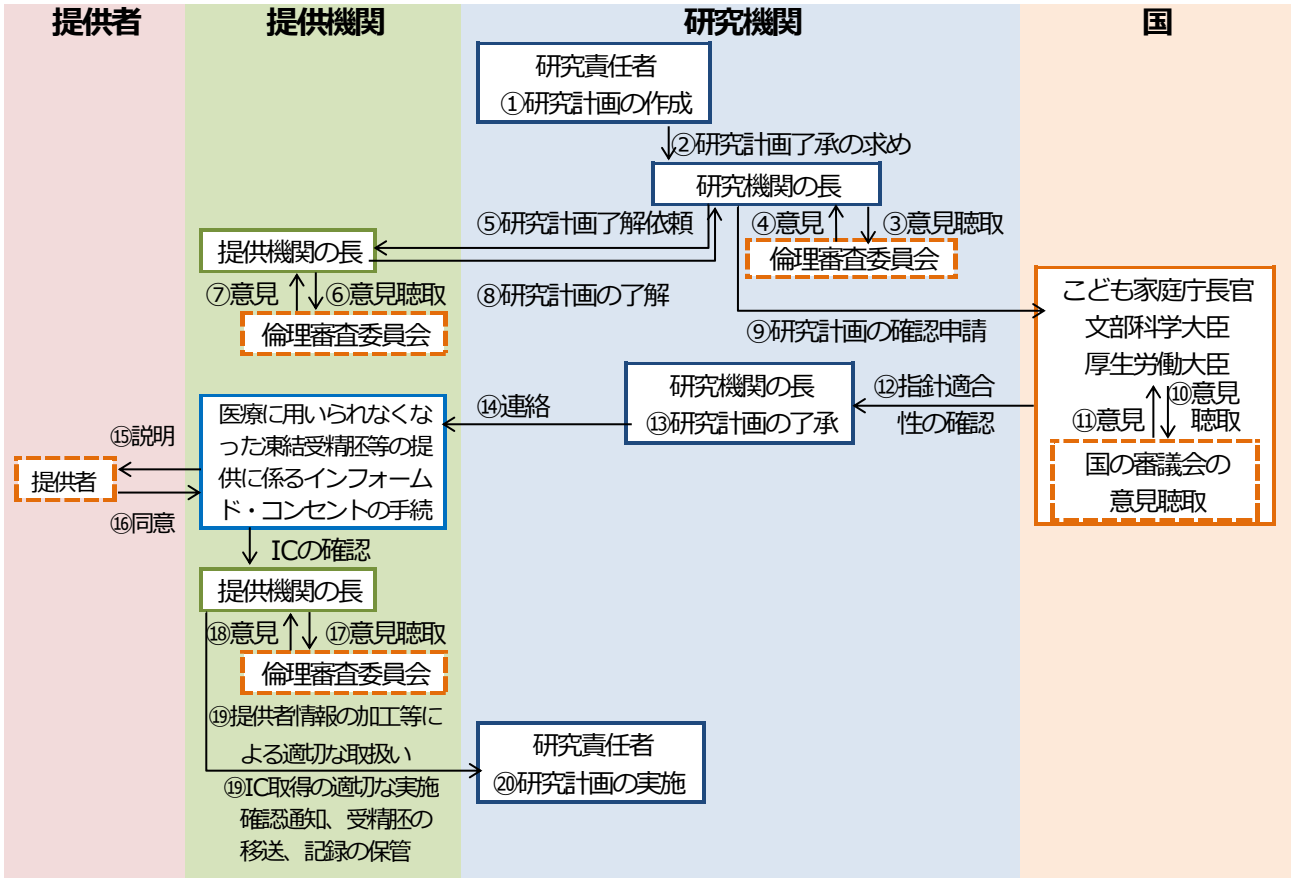 提供者
提供機関
研究機関
国
研究責任者
①研究計画の作成
②研究計画了承の求め
研究機関の長
④意見
③意見聴取
倫理審査委員会
⑤研究計画了解依頼
提供機関の長
⑦意見
⑥意見聴取
倫理審査委員会
⑧研究計画の了解
⑨研究計画の確認申請
こども家庭庁長官
文部科学大臣
厚生労働大臣
⑪意見
⑩意見
聴取
国の審議会の
意見聴取
⑫指針適合
性の確認
研究機関の長
⑬研究計画の了承
⑭連絡
医療に用いられなくな
った凍結受精胚等の提
供に係るインフォーム
ド・コンセントの手続
⑮説明
提供者
⑯同意
ICの確認
提供機関の長
⑱意見
⑰意見聴取
倫理審査委員会
⑲提供者情報の加工等に
よる適切な取扱い
⑲IC取得の適切な実施
確認通知、受精胚の
移送、記録の保管
研究責任者
⑳研究計画の実施